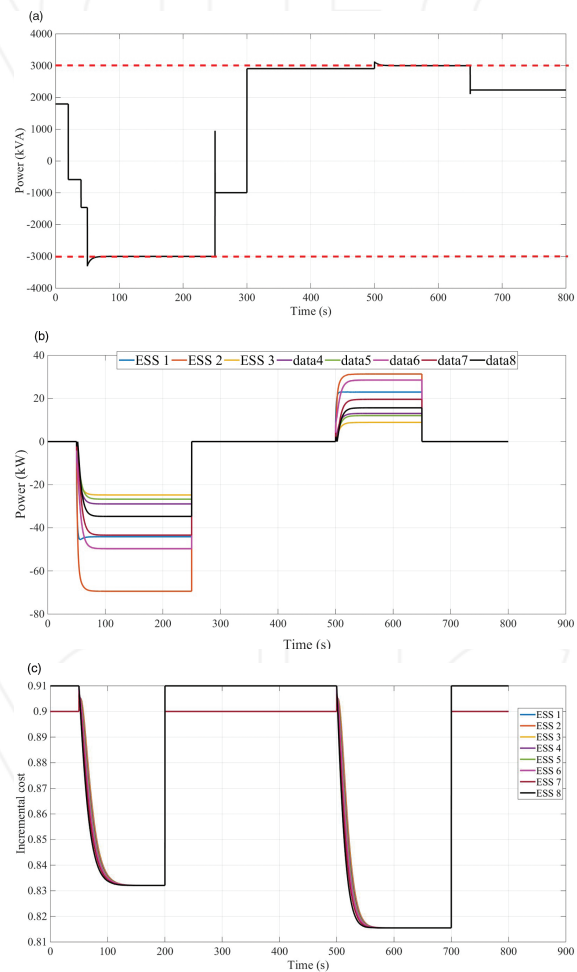 (a)
4000
3000
2000
1000
0
-1000
-2000
-3000
-4000
Power (kVA)
0 100 200 300 400 500 600 700 800
Time (s)
(b)
ESS 1 ESS 2 ESS 3 data4 data5 data6 data7 data8
40
20
0
-20
-40
-60
-80
Power (kW)
0 100 200 300 400 500 600 700 800 900
Time (s)
(c)
0.91
0.9
0.89
0.88
0.87
0.86
0.85
0.84
0.83
0.82
0.81
Incremental cost
ESS 1
ESS 2
ESS 3
ESS 4
ESS 5
ESS 6
ESS 7
ESS 8
0 100 200 300 400 500 600 700 800 900
Time (s)